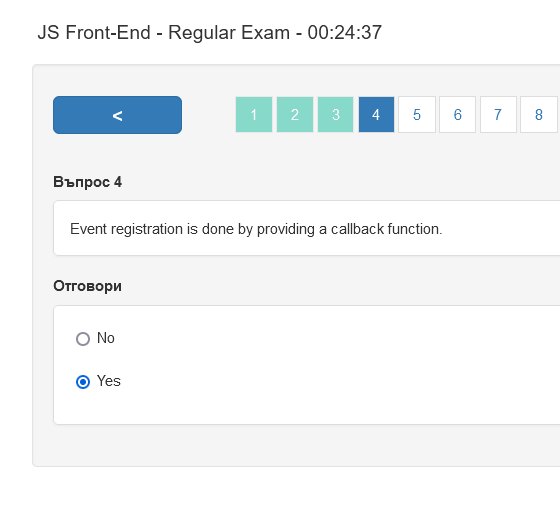 JS Front-End - Regular Exam - 00:24:37
< 1 2 3 4 5 6 7 8
Въпрос 4
Event registration is done by providing a callback function.
Отговори
No
Yes